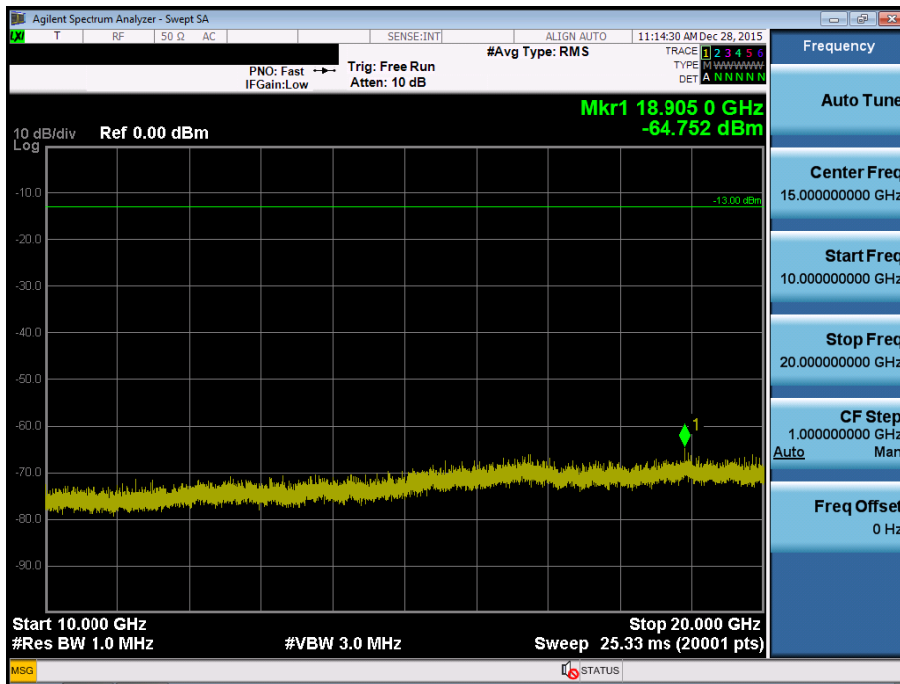 Agilent Spectrum Analyzer - Swept SA
LXI T RF 50 Ω AC SENSE:INT ALIGN AUTO 11:14:30 AM Dec 28, 2015
#Avg Type: RMS
TRACE 1 2 3 4 5 6
TYPE M WWWWW
DET A N N N N N
PNO: Fast
IFGain:Low
Trig: Free Run
Atten: 10 dB
Mkr1 18.905 0 GHz
-64.752 dBm
10 dB/div
Log
Ref 0.00 dBm
-10.0
-20.0
-30.0
-40.0
-50.0
-60.0
-70.0
-80.0
-90.0
-13.00 dBm
1
Start 10.000 GHz
Stop 20.000 GHz
#Res BW 1.0 MHz
#VBW 3.0 MHz
Sweep 25.33 ms (20001 pts)
MSG
STATUS
Frequency
Auto Tune
Center Freq
15.000000000 GHz
Start Freq
10.000000000 GHz
Stop Freq
20.000000000 GHz
CF Step
1.000000000 GHz
Auto Man
Freq Offset
0 Hz